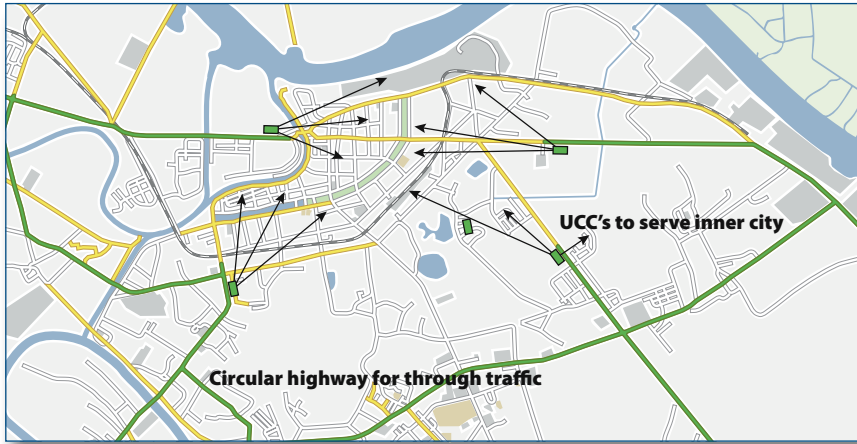 UCC's to serve inner city
Circular highway for through traffic